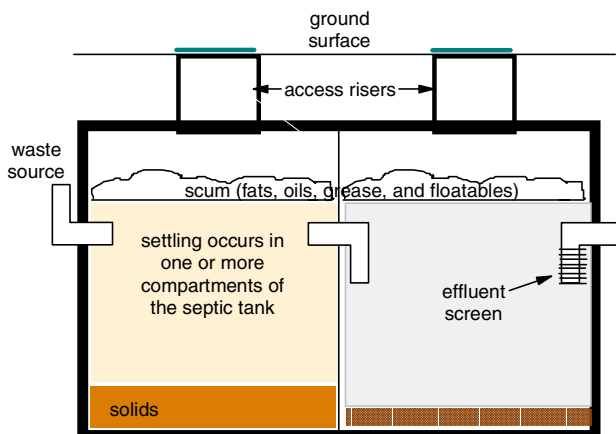 ground
surface
access risers
waste
source
scum (fats, oils, grease, and floatables)
settling occurs in
one or more
compartments of
the septic tank
effluent
screen
solids